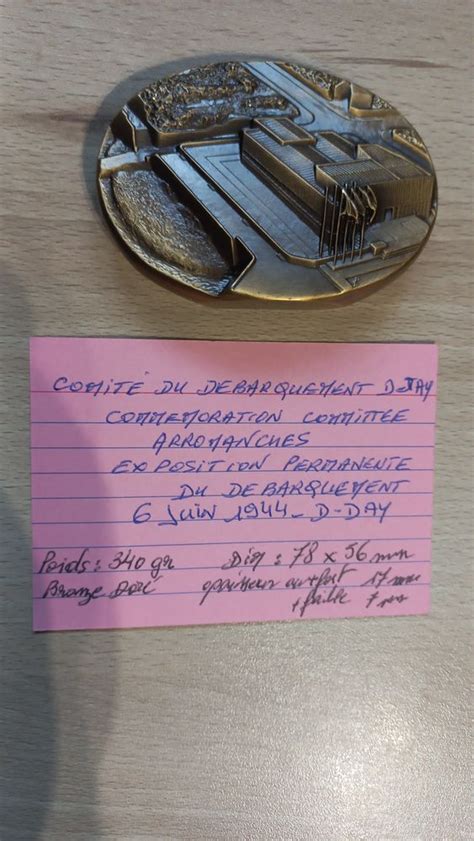 COMITÉ DU DEBARQUEMENT D-DAY
COMMEMORATION COMMITTEE
ARROMANCHES
EXPOSITION PERMANENTE
DU DEBARQUEMENT
6 JUIN 1944 - D-DAY
Poids : 340 gr Dim : 78 x 56 mm
Bronze Doré épaisseur au + fort 17 mm
+ faible 7 mm